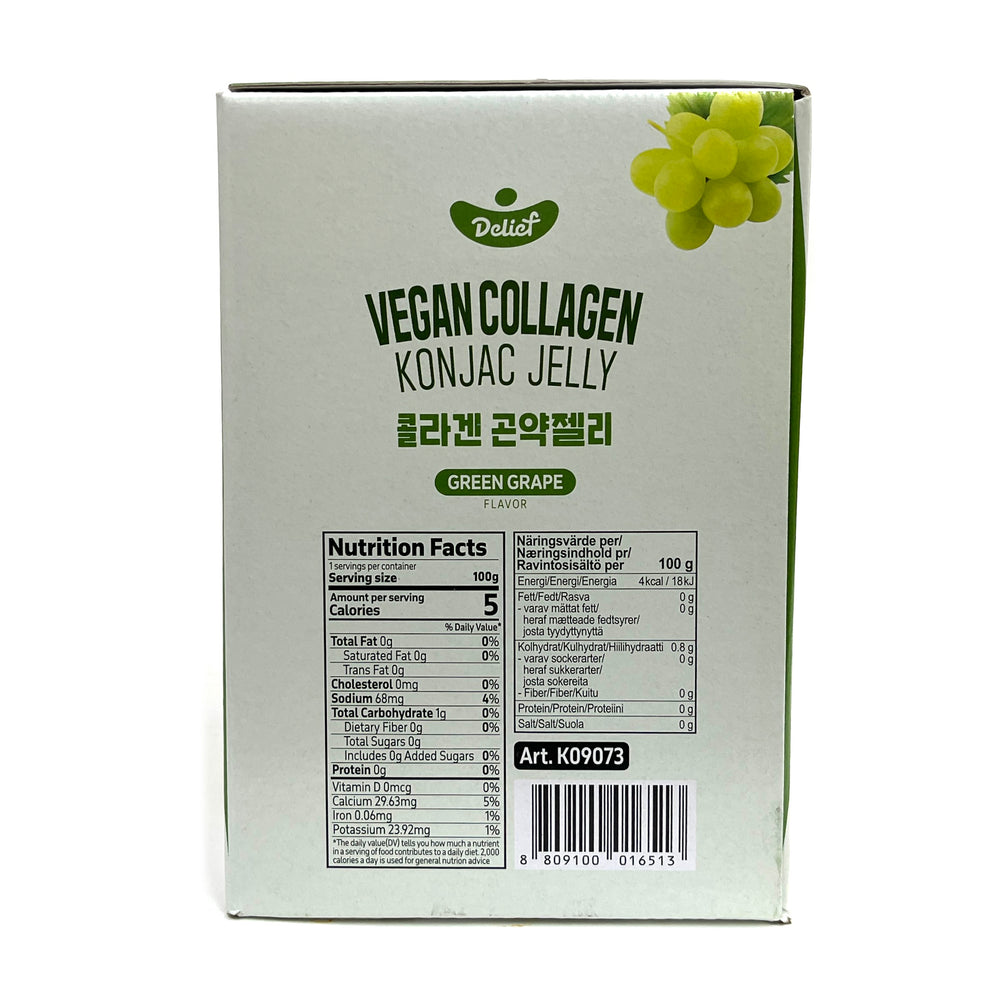 Delief
VEGAN COLLAGEN
KONJAC JELLY
콜라겐 곤약젤리
GREEN GRAPE
FLAVOR
Nutrition Facts
1 servings per container
Serving size 100g
Amount per serving
Calories 5
% Daily Value*
Total Fat 0g 0%
Saturated Fat 0g 0%
Trans Fat 0g
Cholesterol 0mg 0%
Sodium 68mg 4%
Total Carbohydrate 1g 0%
Dietary Fiber 0g 0%
Total Sugars 0g
Includes 0g Added Sugars 0%
Protein 0g 0%
Vitamin D 0mcg 0%
Calcium 29.63mg 5%
Iron 0.06mg 1%
Potassium 23.92mg 1%
*The daily value(DV) tells you how much a nutrient
in a serving of food contributes to a daily diet. 2,000
calories a day is used for general nutrion advice
Näringsvärde per/
Næringsindhold pr/
Ravintosisältö per 100 g
Energi/Energi/Energia 4kcal / 18kJ
Fett/Fedt/Rasva 0 g
- varav mättat fett/ 0 g
heraf mætteade fedtsyrer/
josta tyydyttynyttä
Kolhydrat/Kulhydrat/Hiilihydraatti 0.8 g
- varav sockerarter/ 0 g
heraf sukkerarter/
josta sokereita
- Fiber/Fiber/Kuitu 0 g
Protein/Protein/Proteiini 0 g
Salt/Salt/Suola 0 g
Art. K09073
8 809100 016513